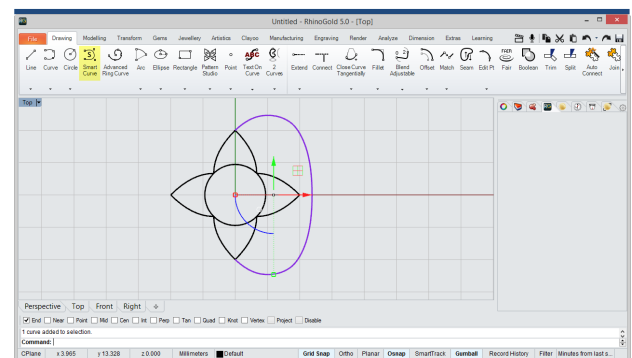 Untitled - RhinoGold 5.0 - [Top]
File Drawing Modelling Transform Gems Jewellery Artistics Clayoo Manufacturing Engraving Render Analyze Dimension Extras Learning
Line Curve Circle Smart Curve Advanced Ring Curve Arc Ellipse Rectangle Pattern Studio Point Text On Curve 2 Curves Extend Connect Close Curve Tangentially Fillet Blend Adjustable Offset Match Seam Edit Pt Fair Boolean Trim Split Auto Connect Join
Top
Perspective Top Front Right
End Near Point Mid Cen Int Perp Tan Quad Knot Vertex Project Disable
1 curve added to selection.
Command:
CPlane x 3.965 y 13.328 z 0.000 Millimeters Default Grid Snap Ortho Planar Osnap SmartTrack Gumball Record History Filter Minutes from last s...